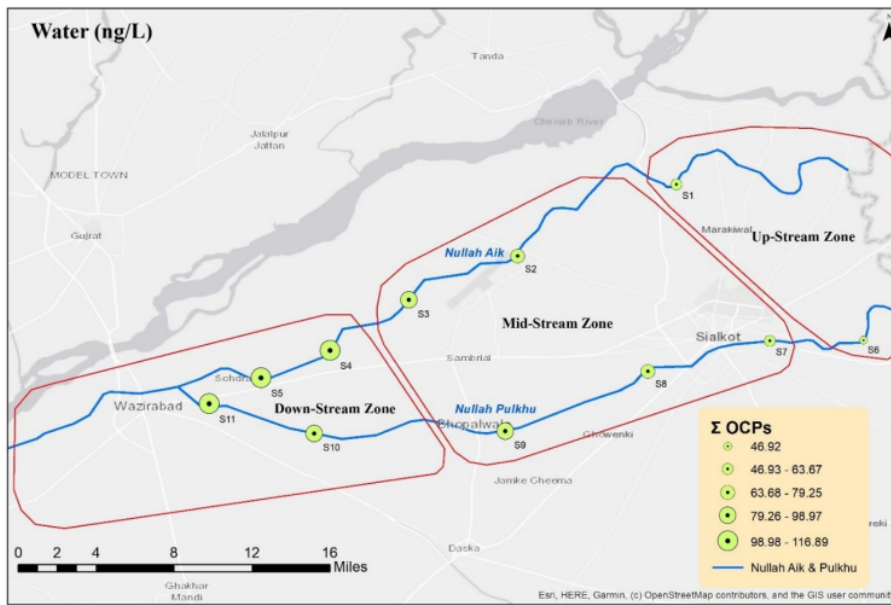 Water (ng/L)
Tanda
Chenab River
Jalalpur
Jattan
MODEL TOWN
S1
Marakiwal
Up-Stream Zone
Gujrat
Nullah Aik
S2
S3
Mid-Stream Zone
Sialkot
S7
S6
S4
Sambrial
S8
Sohdra
S5
Wazirabad
S11
Down-Stream Zone
Nullah Pulkhu
Bhopalwala
S10
S9
Ghowenki
Jamke Cheema
Σ OCPs
46.92
46.93 - 63.67
63.68 - 79.25
79.26 - 98.97
98.98 - 116.89
Nullah Aik & Pulkhu
Daska
0 2 4 8 12 16
Miles
Ghakhar
Mandi
Esri, HERE, Garmin, (c) OpenStreetMap contributors, and the GIS user communit